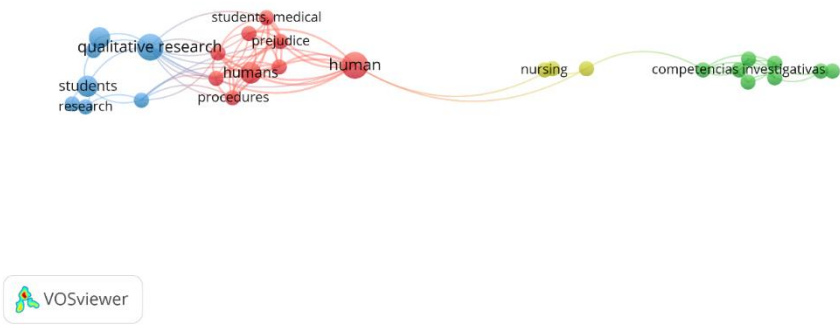 students, medical
qualitative research
prejudice
human
humans
nursing
competencias investigativas
students
procedures
research
VOSviewer